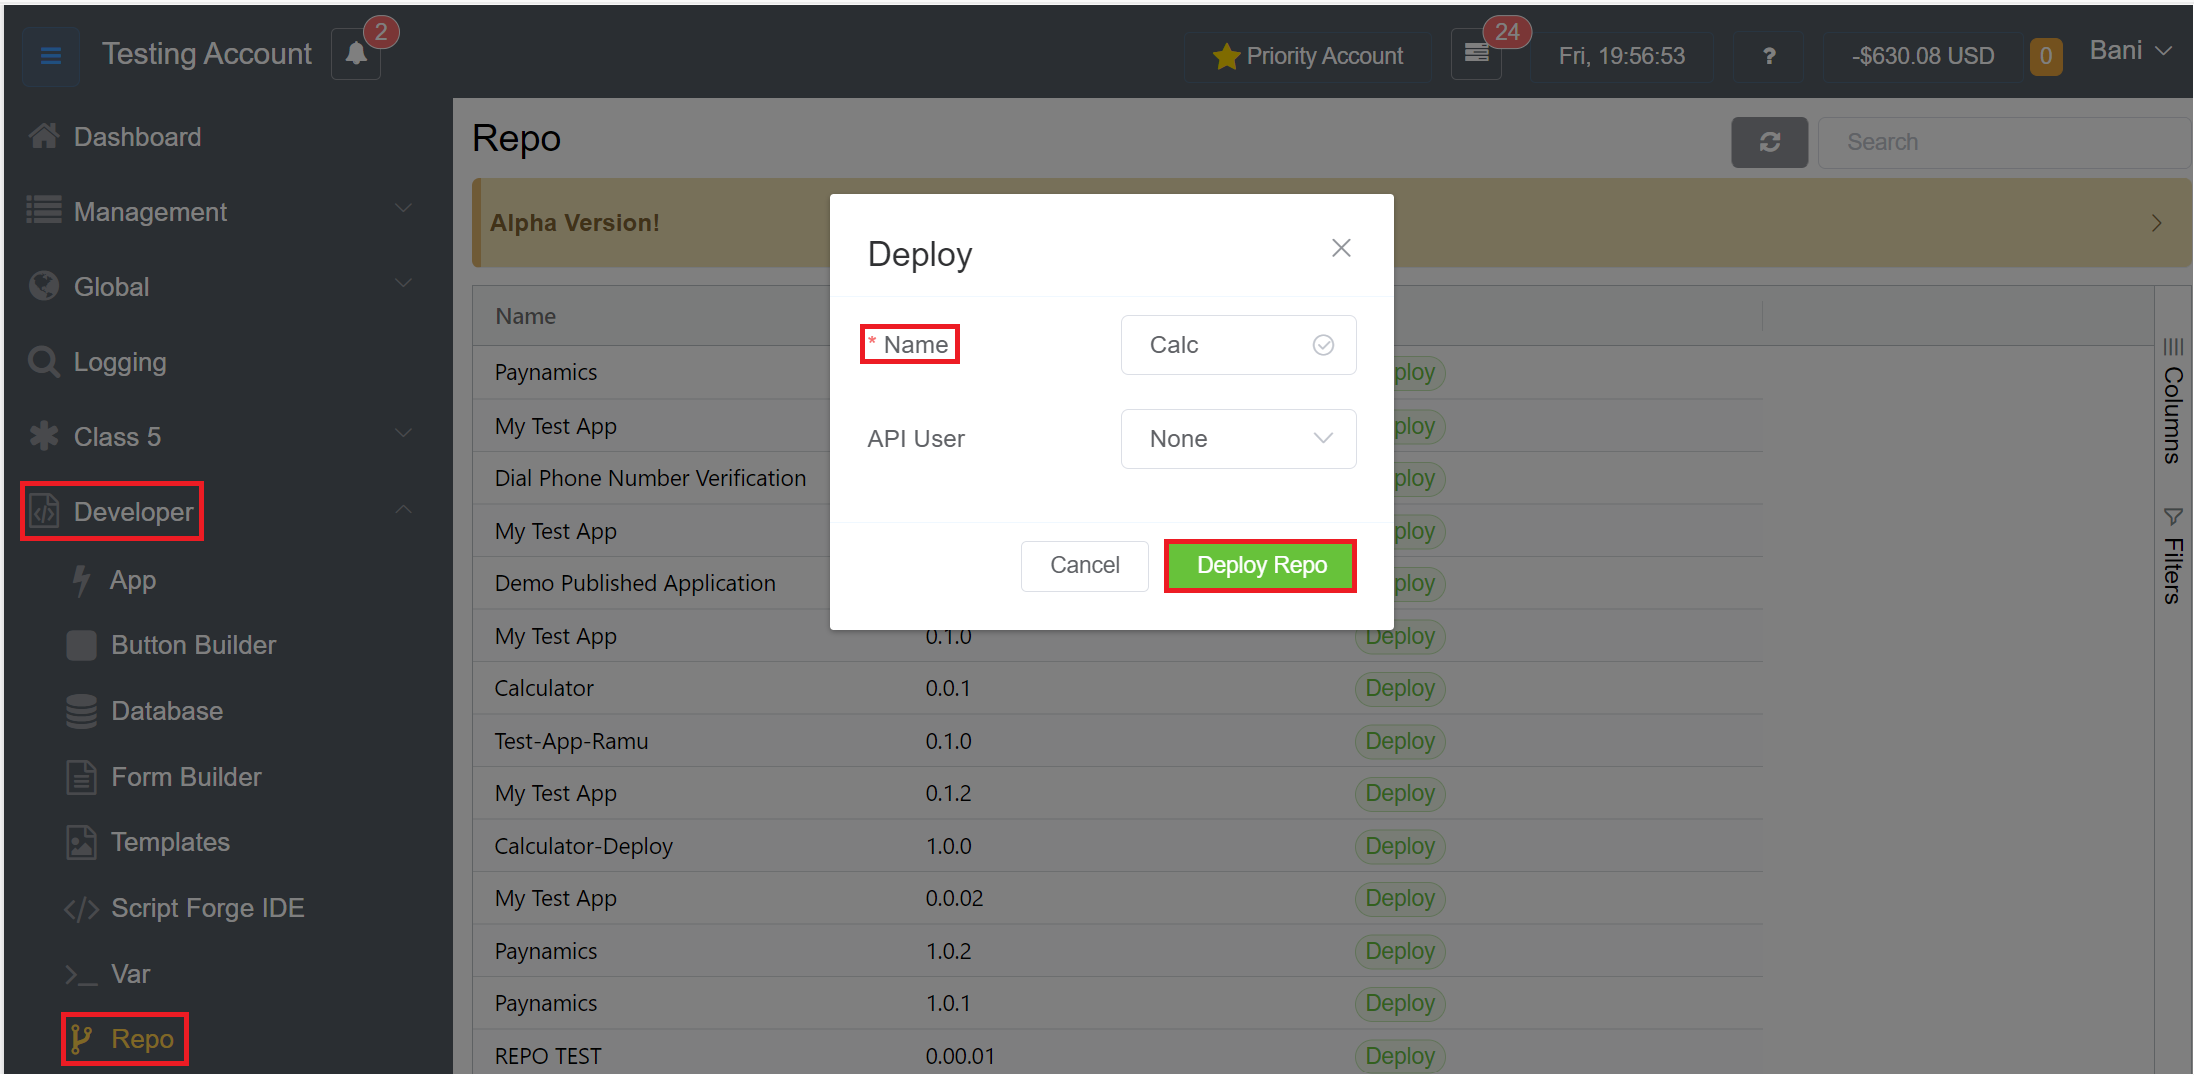 Testing Account
2
Priority Account
24
Fri, 19:56:53
?
-$630.08 USD
0
Bani
Dashboard
Management
Global
Logging
Class 5
Developer
App
Button Builder
Database
Form Builder
Templates
Script Forge IDE
Var
Repo
Repo
Search
Alpha Version!
Name
Paynamics
ploy
My Test App
ploy
Dial Phone Number Verification
ploy
My Test App
ploy
Demo Published Application
ploy
My Test App 0.1.0 Deploy
Calculator 0.0.1 Deploy
Test-App-Ramu 0.1.0 Deploy
My Test App 0.1.2 Deploy
Calculator-Deploy 1.0.0 Deploy
My Test App 0.0.02 Deploy
Paynamics 1.0.2 Deploy
Paynamics 1.0.1 Deploy
REPO TEST 0.00.01 Deploy
Columns
Filters
Deploy
* Name
Calc
API User
None
Cancel
Deploy Repo